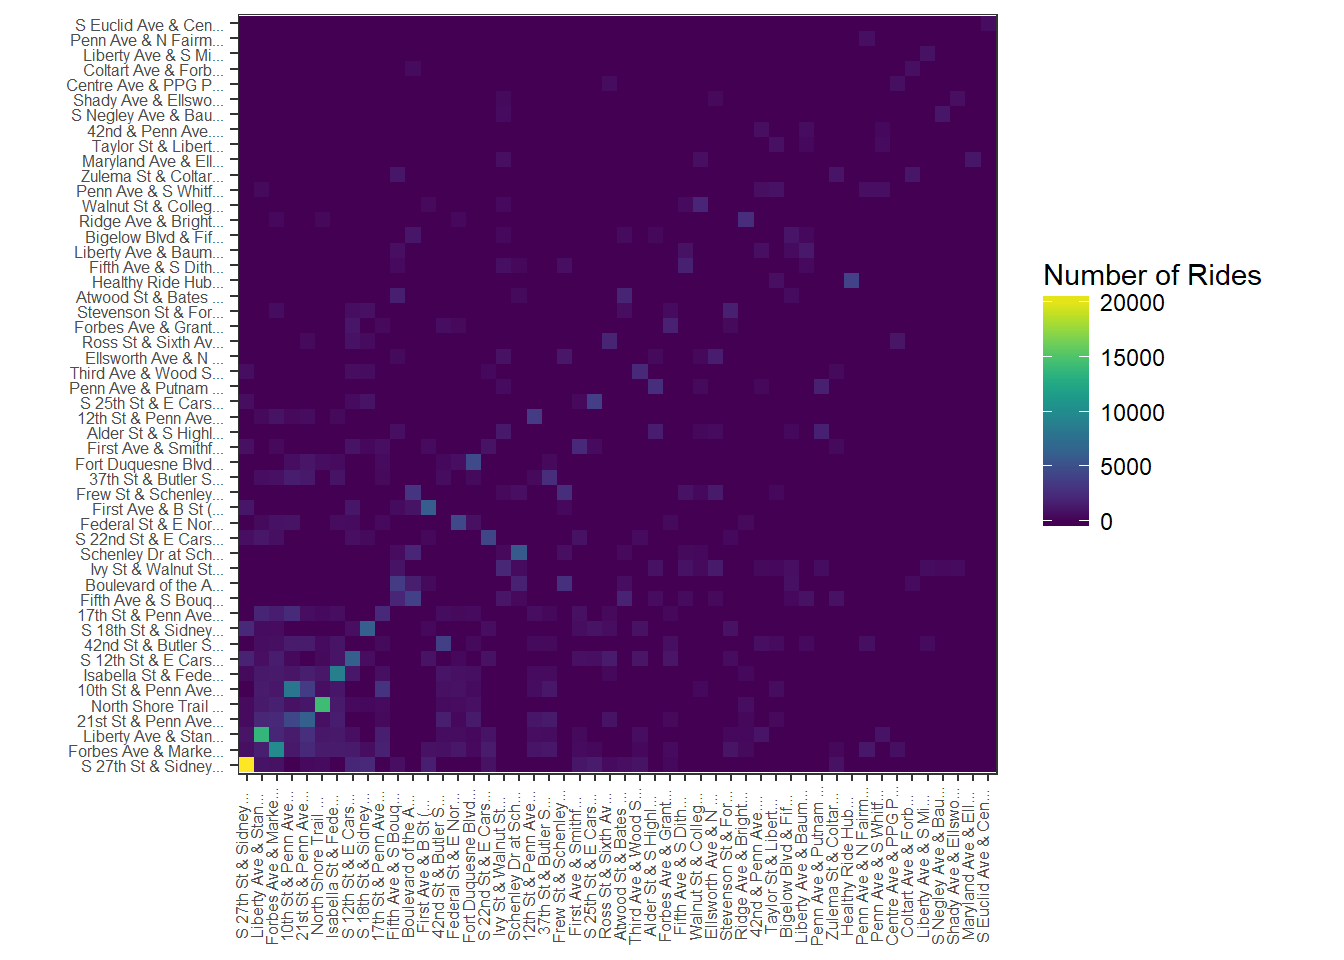 S Euclid Ave & Cen...
Penn Ave & N Fairm...
Liberty Ave & S Mi...
Coltart Ave & Forb...
Centre Ave & PPG P...
Shady Ave & Ellswo...
S Negley Ave & Bau...
42nd & Penn Ave....
Taylor St & Libert...
Maryland Ave & Ell...
Zulema St & Coltar...
Penn Ave & S Whitf...
Walnut St & Colleg...
Ridge Ave & Bright...
Bigelow Blvd & Fif...
Liberty Ave & Baum...
Fifth Ave & S Dith...
Healthy Ride Hub...
Atwood St & Bates ...
Stevenson St & For...
Forbes Ave & Grant...
Ross St & Sixth Av...
Ellsworth Ave & N ...
Third Ave & Wood S...
Penn Ave & Putnam ...
S 25th St & E Cars...
12th St & Penn Ave...
Alder St & S Highl...
First Ave & Smithf...
Fort Duquesne Blvd...
37th St & Butler S...
Frew St & Schenley...
First Ave & B St (...
Federal St & E Nor...
S 22nd St & E Cars...
Schenley Dr at Sch...
Ivy St & Walnut St...
Boulevard of the A...
Fifth Ave & S Bouq...
17th St & Penn Ave...
S 18th St & Sidney...
42nd St & Butler S...
S 12th St & E Cars...
Isabella St & Fede...
10th St & Penn Ave...
North Shore Trail ...
21st St & Penn Ave...
Liberty Ave & Stan...
Forbes Ave & Marke...
S 27th St & Sidney...
S 27th St & Sidney...
Liberty Ave & Stan...
Forbes Ave & Marke...
10th St & Penn Ave...
21st St & Penn Ave...
North Shore Trail ...
Isabella St & Fede...
S 12th St & E Cars...
S 18th St & Sidney...
17th St & Penn Ave...
Fifth Ave & S Bouq...
Boulevard of the A...
First Ave & B St (...
42nd St & Butler S...
Federal St & E Nor...
Fort Duquesne Blvd...
S 22nd St & E Cars...
Ivy St & Walnut St...
Schenley Dr at Sch...
12th St & Penn Ave...
37th St & Butler S...
Frew St & Schenley...
First Ave & Smithf...
S 25th St & E Cars...
Ross St & Sixth Av...
Atwood St & Bates ...
Third Ave & Wood S...
Alder St & S Highl...
Forbes Ave & Grant...
Fifth Ave & S Dith...
Walnut St & Colleg...
Ellsworth Ave & N ...
Stevenson St & For...
Ridge Ave & Bright...
42nd & Penn Ave....
Taylor St & Libert...
Bigelow Blvd & Fif...
Liberty Ave & Baum...
Penn Ave & Putnam ...
Zulema St & Coltar...
Healthy Ride Hub...
Penn Ave & N Fairm...
Penn Ave & S Whitf...
Centre Ave & PPG P...
Coltart Ave & Forb...
Liberty Ave & S Mi...
S Negley Ave & Bau...
Shady Ave & Ellswo...
Maryland Ave & Ell...
S Euclid Ave & Cen...
Number of Rides
20000
15000
10000
5000
0